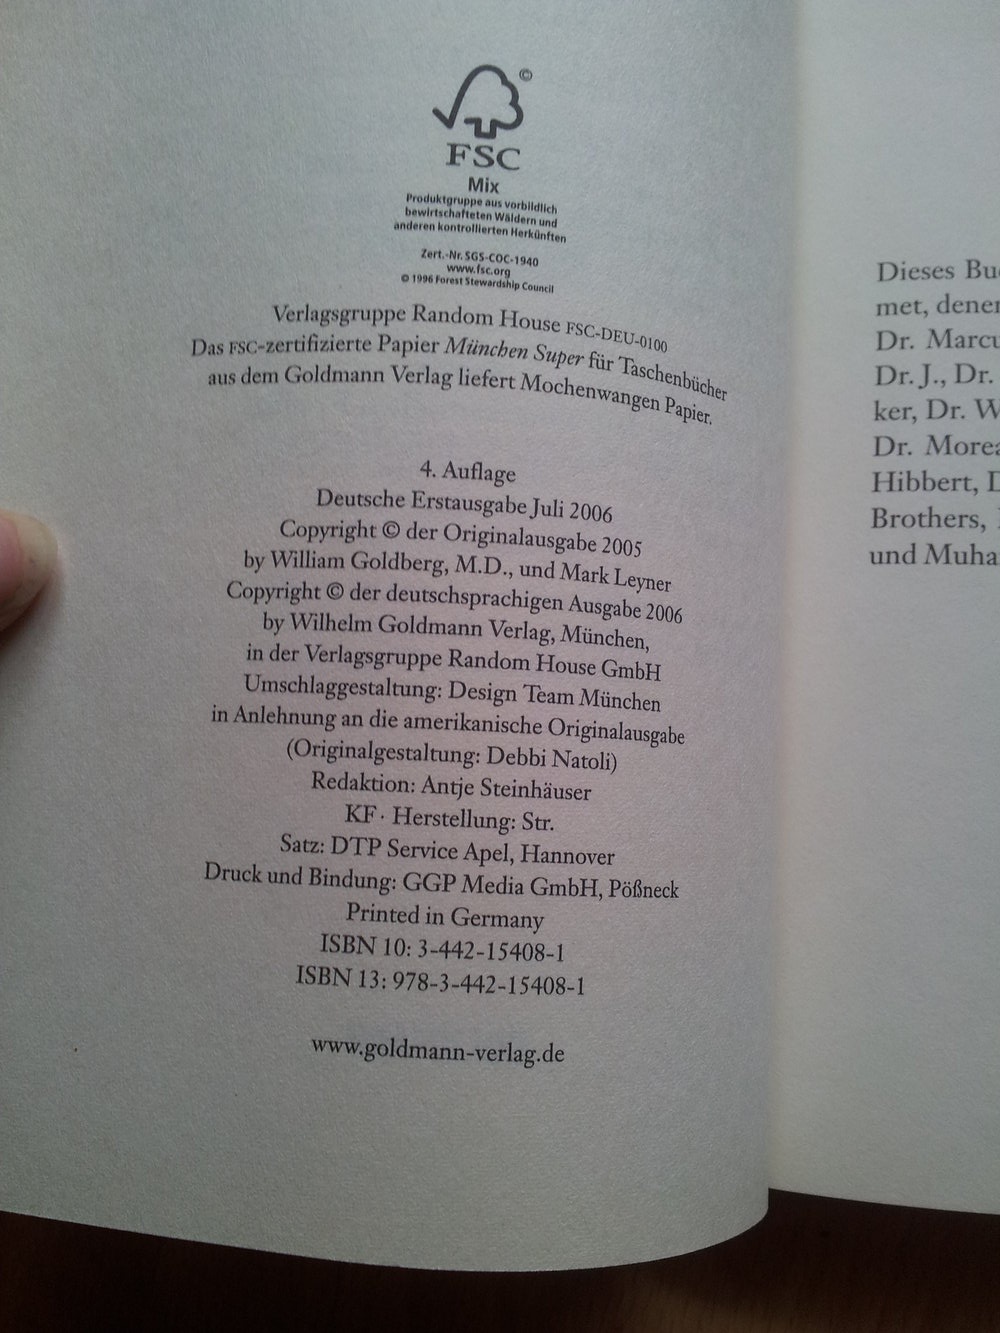 ©
FSC
Mix
Produktgruppe aus vorbildlich
bewirtschafteten Wäldern und
anderen kontrollierten Herkünften
Zert.-Nr. SGS-COC-1940
www.fsc.org
© 1996 Forest Stewardship Council
Verlagsgruppe Random House FSC-DEU-0100
Das FSC-zertifizierte Papier München Super für Taschenbücher
aus dem Goldmann Verlag liefert Mochenwangen Papier.
4. Auflage
Deutsche Erstausgabe Juli 2006
Copyright © der Originalausgabe 2005
by William Goldberg, M.D., und Mark Leyner
Copyright © der deutschsprachigen Ausgabe 2006
by Wilhelm Goldmann Verlag, München,
in der Verlagsgruppe Random House GmbH
Umschlaggestaltung: Design Team München
in Anlehnung an die amerikanische Originalausgabe
(Originalgestaltung: Debbi Natoli)
Redaktion: Antje Steinhäuser
KF · Herstellung: Str.
Satz: DTP Service Apel, Hannover
Druck und Bindung: GGP Media GmbH, Pößneck
Printed in Germany
ISBN 10: 3-442-15408-1
ISBN 13: 978-3-442-15408-1
www.goldmann-verlag.de
Dieses
met, denen
Dr.
Dr. J., Dr.
ker, Dr.
Dr.
Hibbert,
Brothers,
und